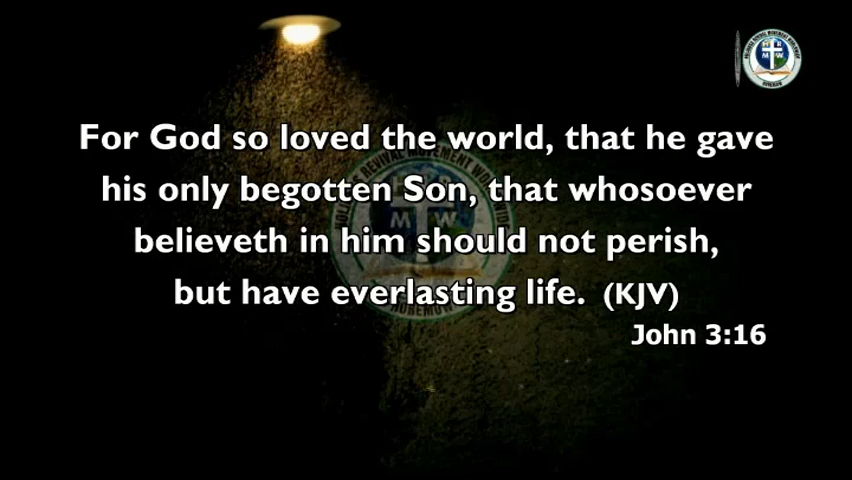 For God so loved the world, that he gave
his only begotten Son, that whosoever
believeth in him should not perish,
but have everlasting life. (KJV)
John 3:16